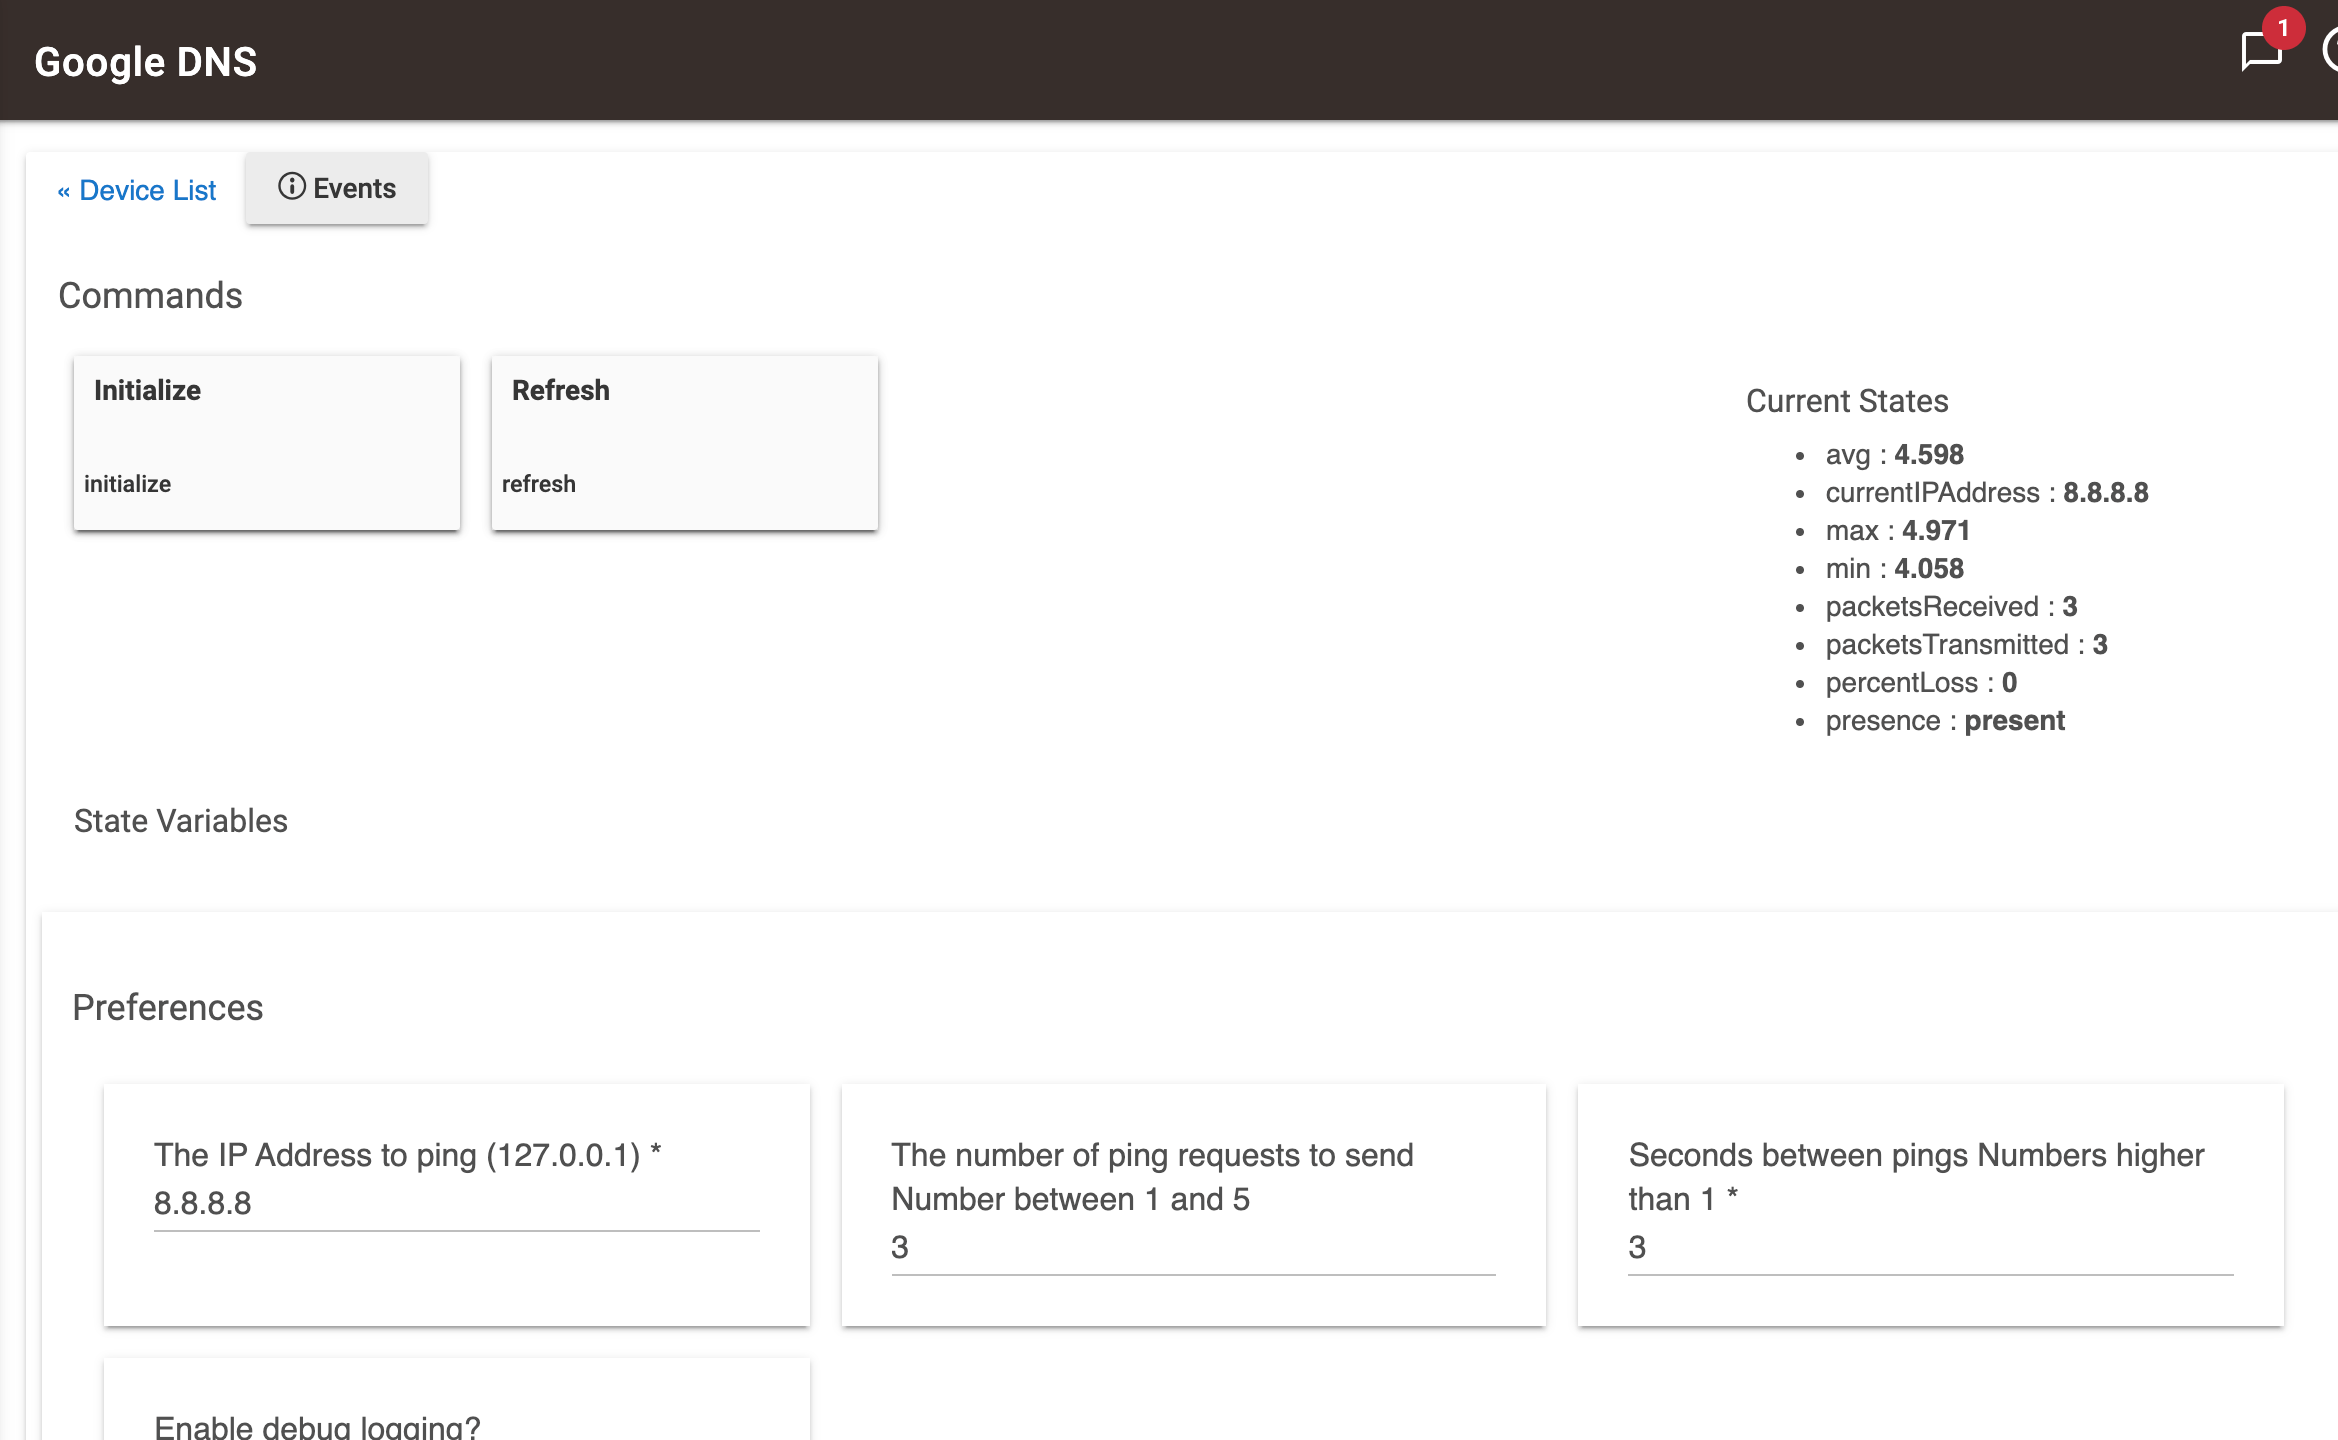 Google DNS
1
« Device List
Events
Commands
Initialize
initialize
Refresh
refresh
Current States
• avg : 4.598
• currentIPAddress : 8.8.8.8
• max : 4.971
• min : 4.058
• packetsReceived : 3
• packetsTransmitted : 3
• percentLoss : 0
• presence : present
State Variables
Preferences
The IP Address to ping (127.0.0.1) *
8.8.8.8
The number of ping requests to send
Number between 1 and 5
3
Seconds between pings Numbers higher
than 1 *
3
Enable debug logging?